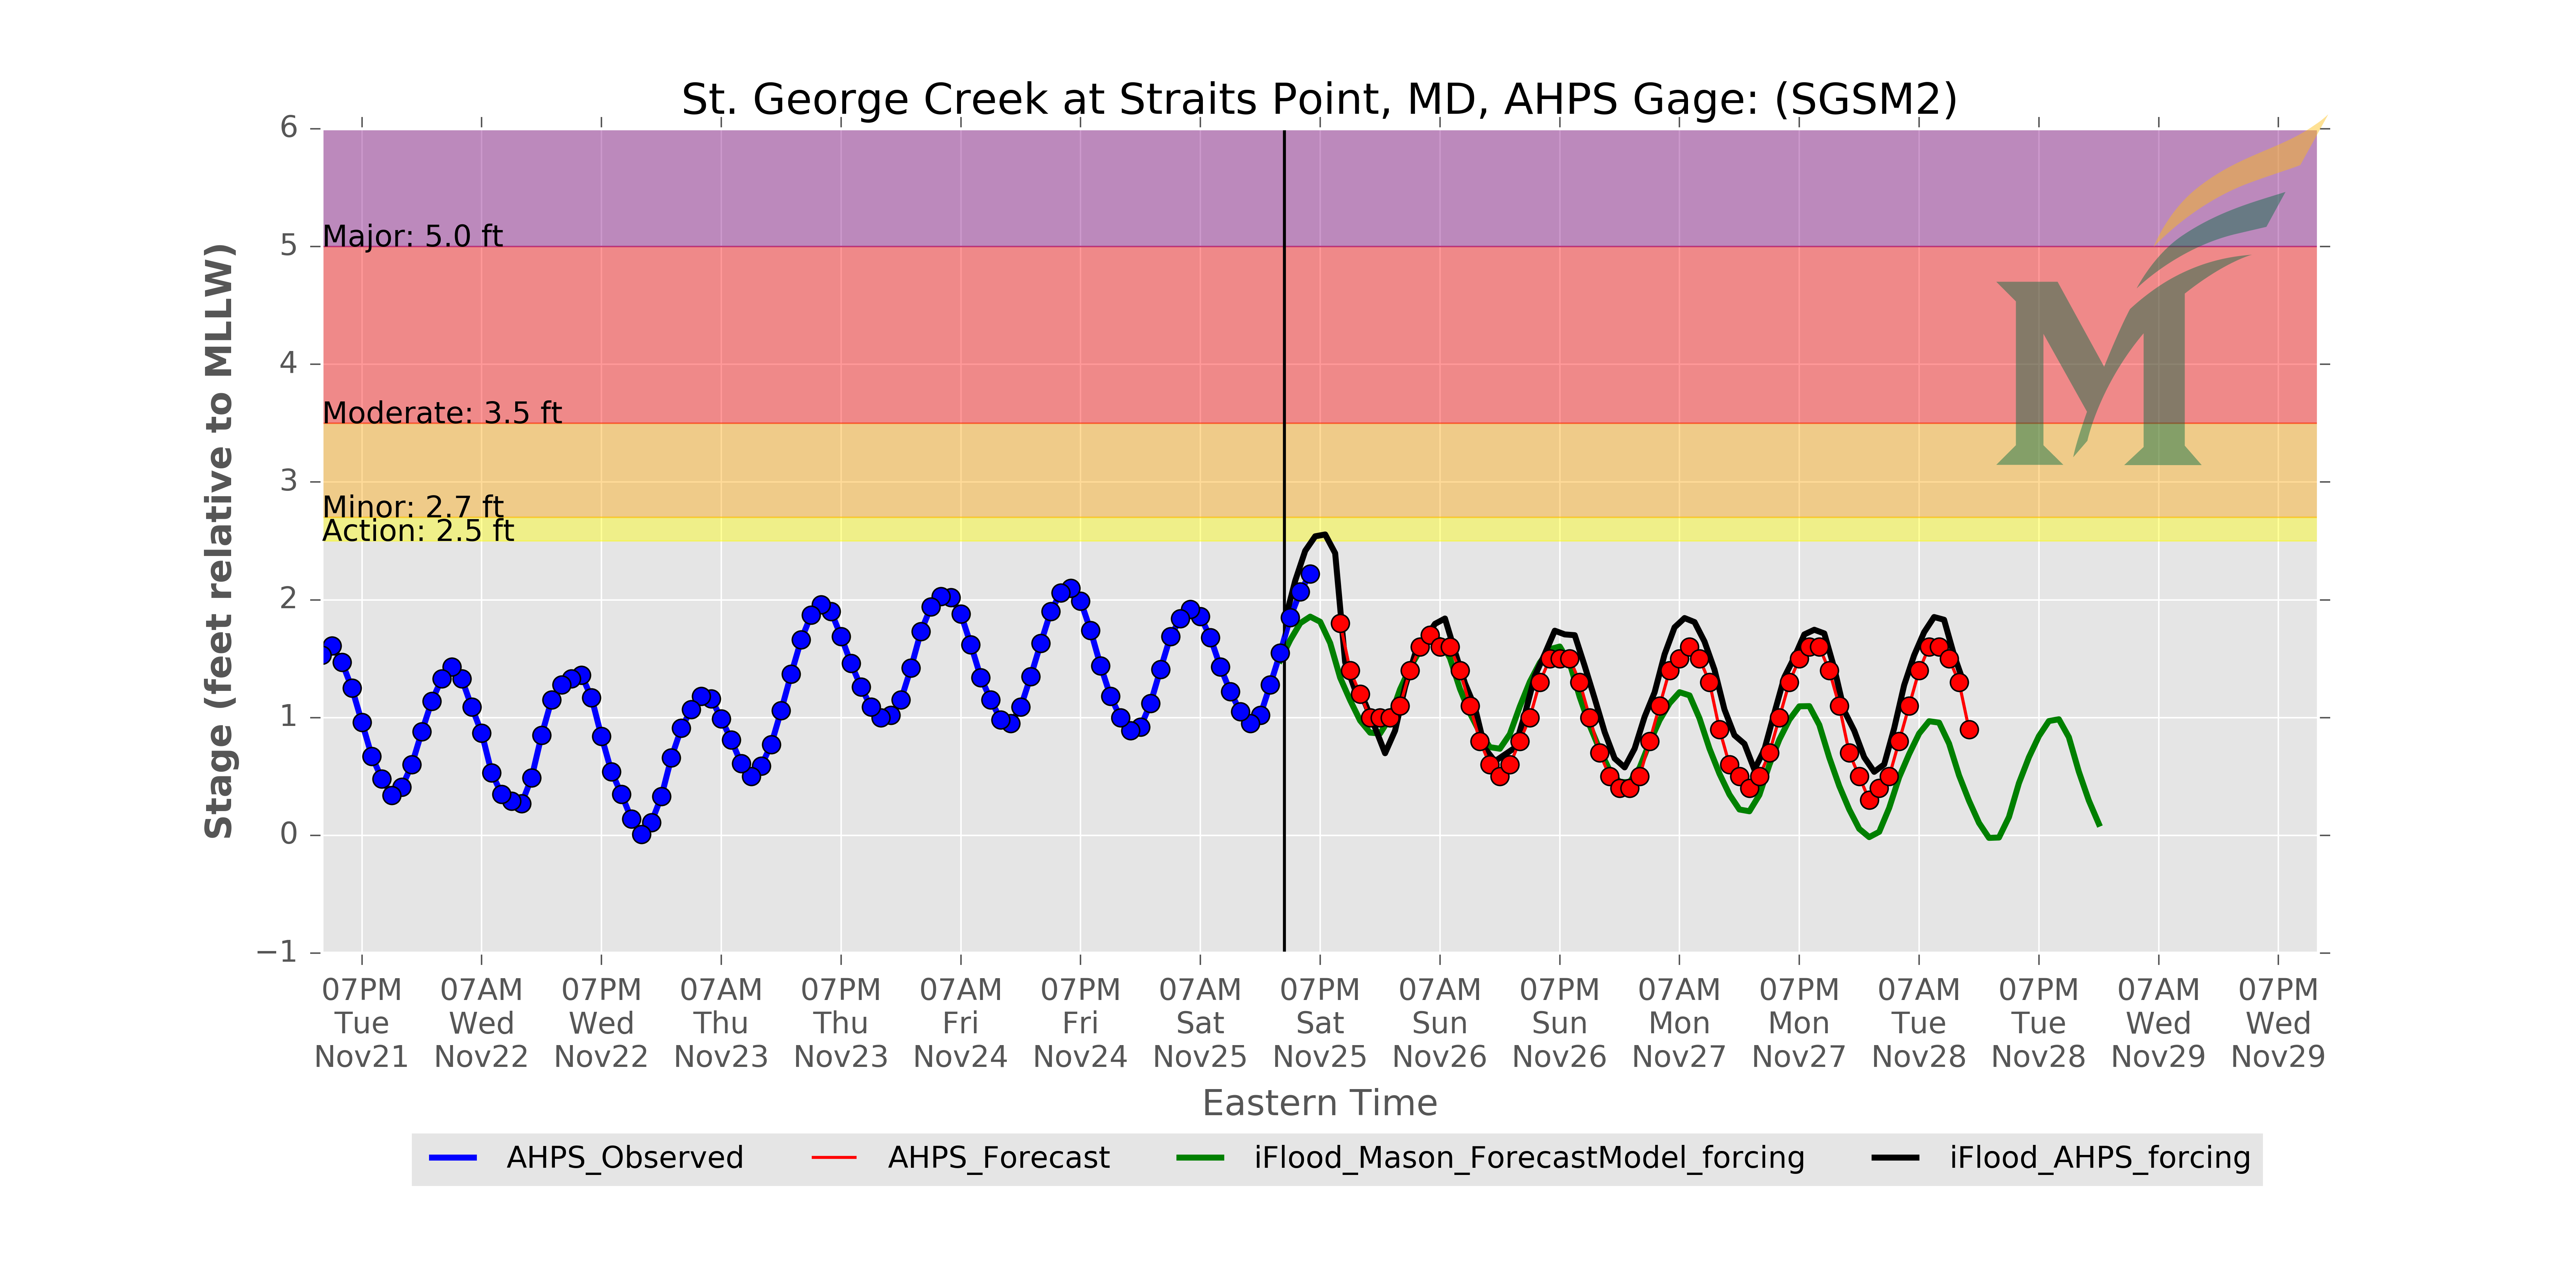 St. George Creek at Straits Point, MD, AHPS Gage: (SGSM2)
Stage (feet relative to MLLW)
6
5
4
3
2
1
0
−1
Major: 5.0 ft
Moderate: 3.5 ft
Minor: 2.7 ft
Action: 2.5 ft
M
07PM 07AM 07PM 07AM 07PM 07AM 07PM 07AM 07PM 07AM 07PM 07AM 07PM 07AM 07PM 07AM 07PM
Tue Wed Wed Thu Thu Fri Fri Sat Sat Sun Sun Mon Mon Tue Tue Wed Wed
Nov21 Nov22 Nov22 Nov23 Nov23 Nov24 Nov24 Nov25 Nov25 Nov26 Nov26 Nov27 Nov27 Nov28 Nov28 Nov29 Nov29
Eastern Time
AHPS_Observed AHPS_Forecast iFlood_Mason_ForecastModel_forcing iFlood_AHPS_forcing